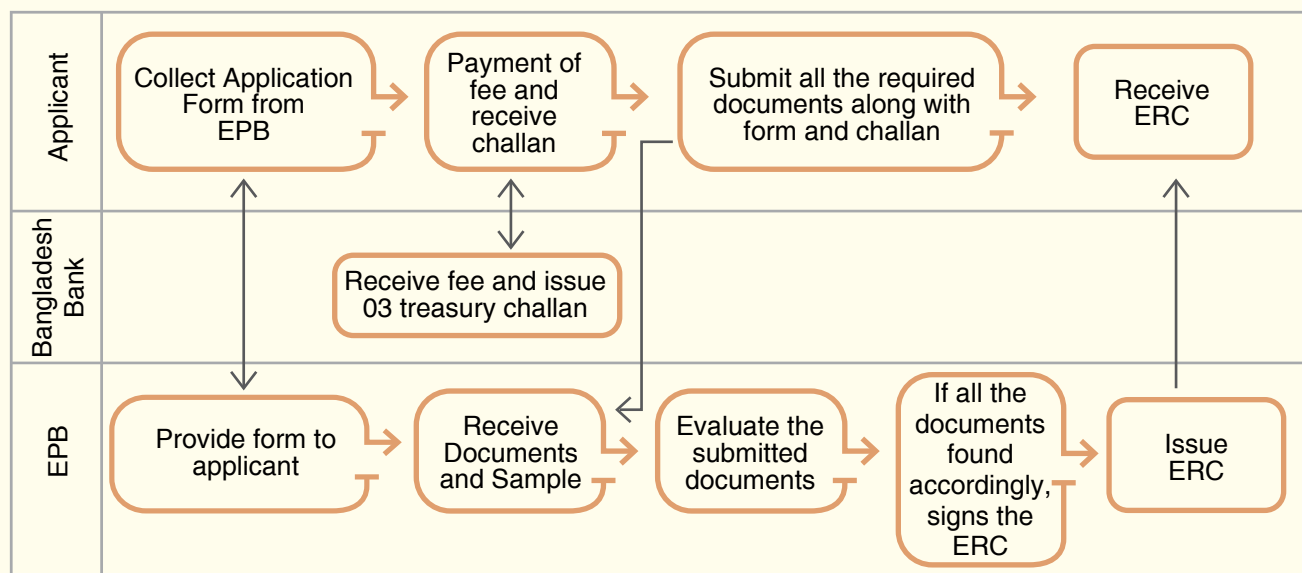 Applicant
Collect Application
Form from
EPB
Payment of
fee and
receive
challan
Submit all the required
documents along with
form and challan
Receive
ERC
Bangladesh
Bank
Receive fee and issue
03 treasury challan
EPB
Provide form to
applicant
Receive
Documents
and Sample
Evaluate the
submitted
documents
If all the
documents
found
accordingly,
signs the
ERC
Issue
ERC